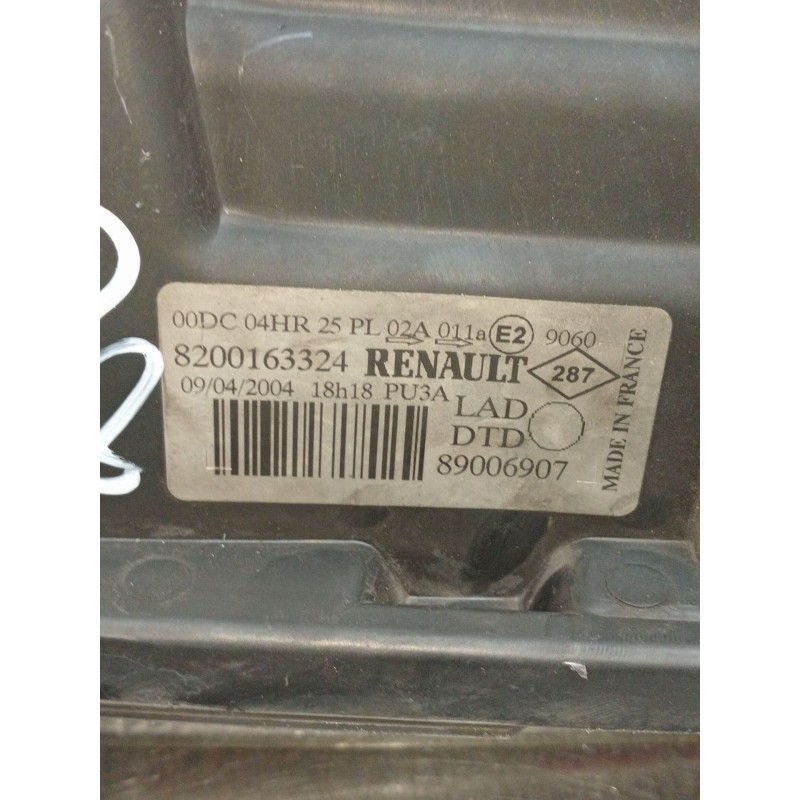 00DC 04HR 25 PL 02A 011a E2 9060
8200163324 RENAULT 287
09/04/2004 18h18 PU3A
LAD
DTD
89006907
MADE IN FRANCE